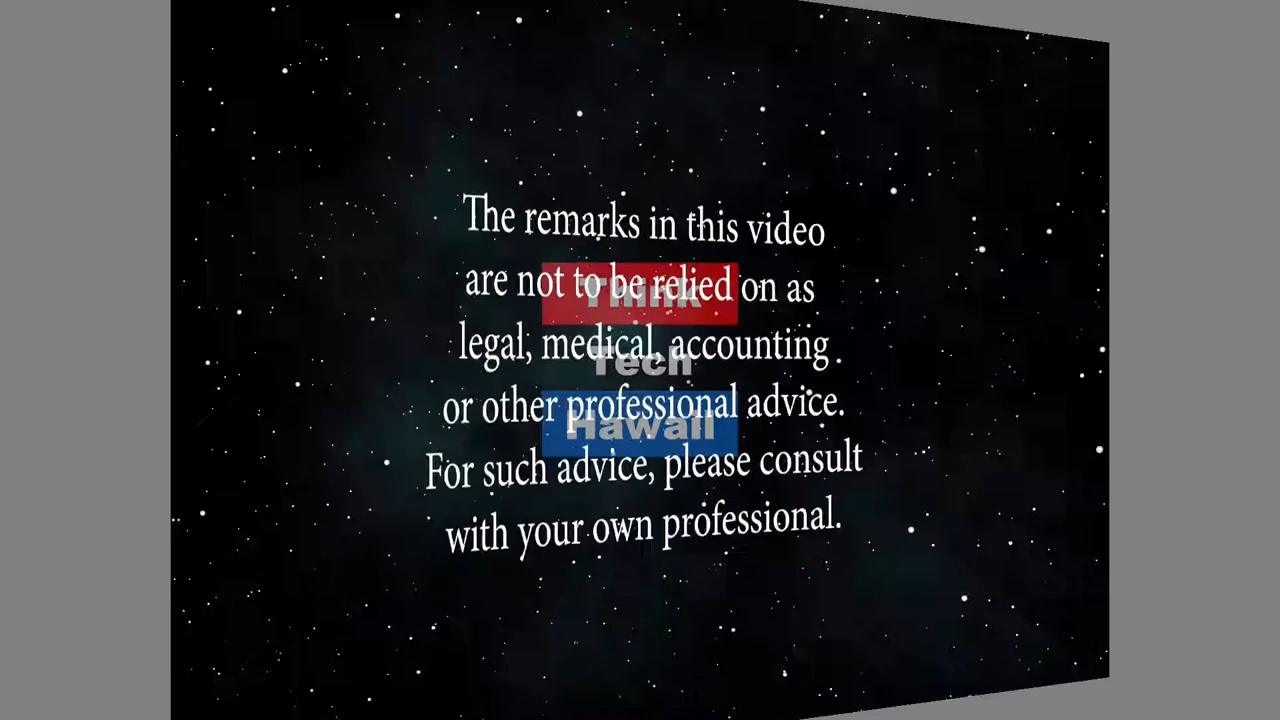 The remarks in this video
are not to be relied on as
legal, medical, accounting
or other professional advice.
For such advice, please consult
with your own professional.
Think
Tech
Hawaii